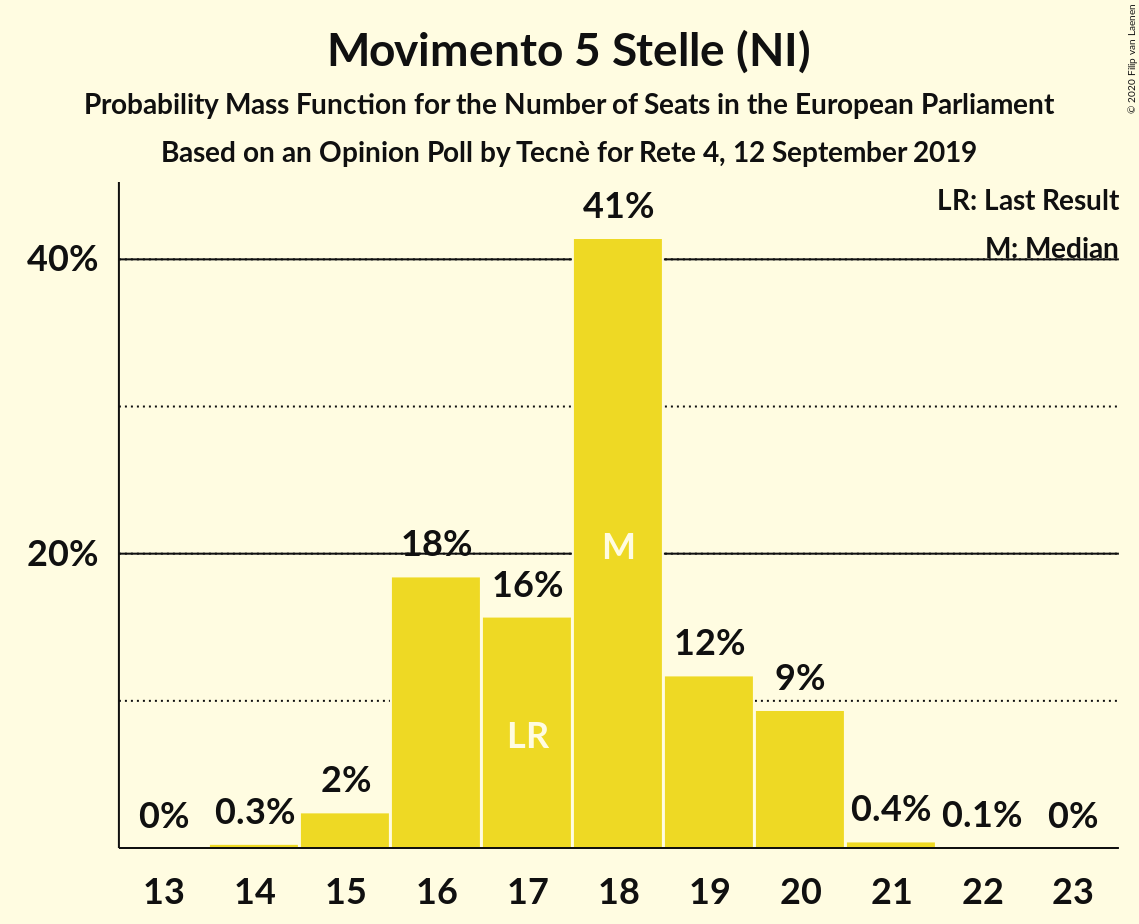 Movimento 5 Stelle (NI)
Probability Mass Function for the Number of Seats in the European Parliament
Based on an Opinion Poll by Tecnè for Rete 4, 12 September 2019
© 2020 Filip van Laenen
LR: Last Result
M: Median
40%
20%
0%
0.3%
2%
18%
16%
41%
12%
9%
0.4%
0.1%
0%
LR
M
13 14 15 16 17 18 19 20 21 22 23